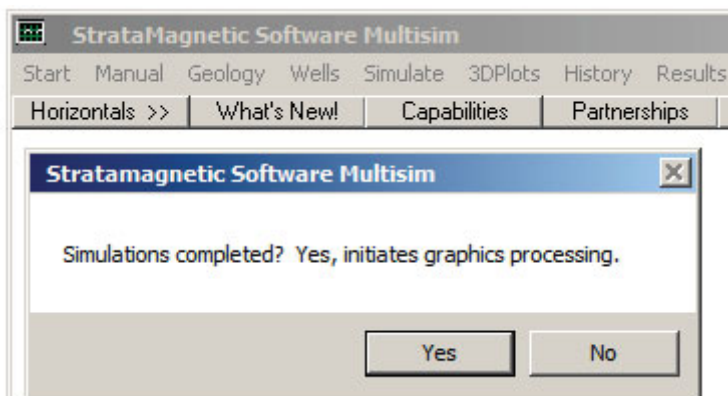 StrataMagnetic Software Multisim
Start Manual Geology Wells Simulate 3DPlots History Results
Horizontals >> What's New! Capabilities Partnerships
Stratamagnetic Software Multisim
Simulations completed? Yes, initiates graphics processing.
Yes No